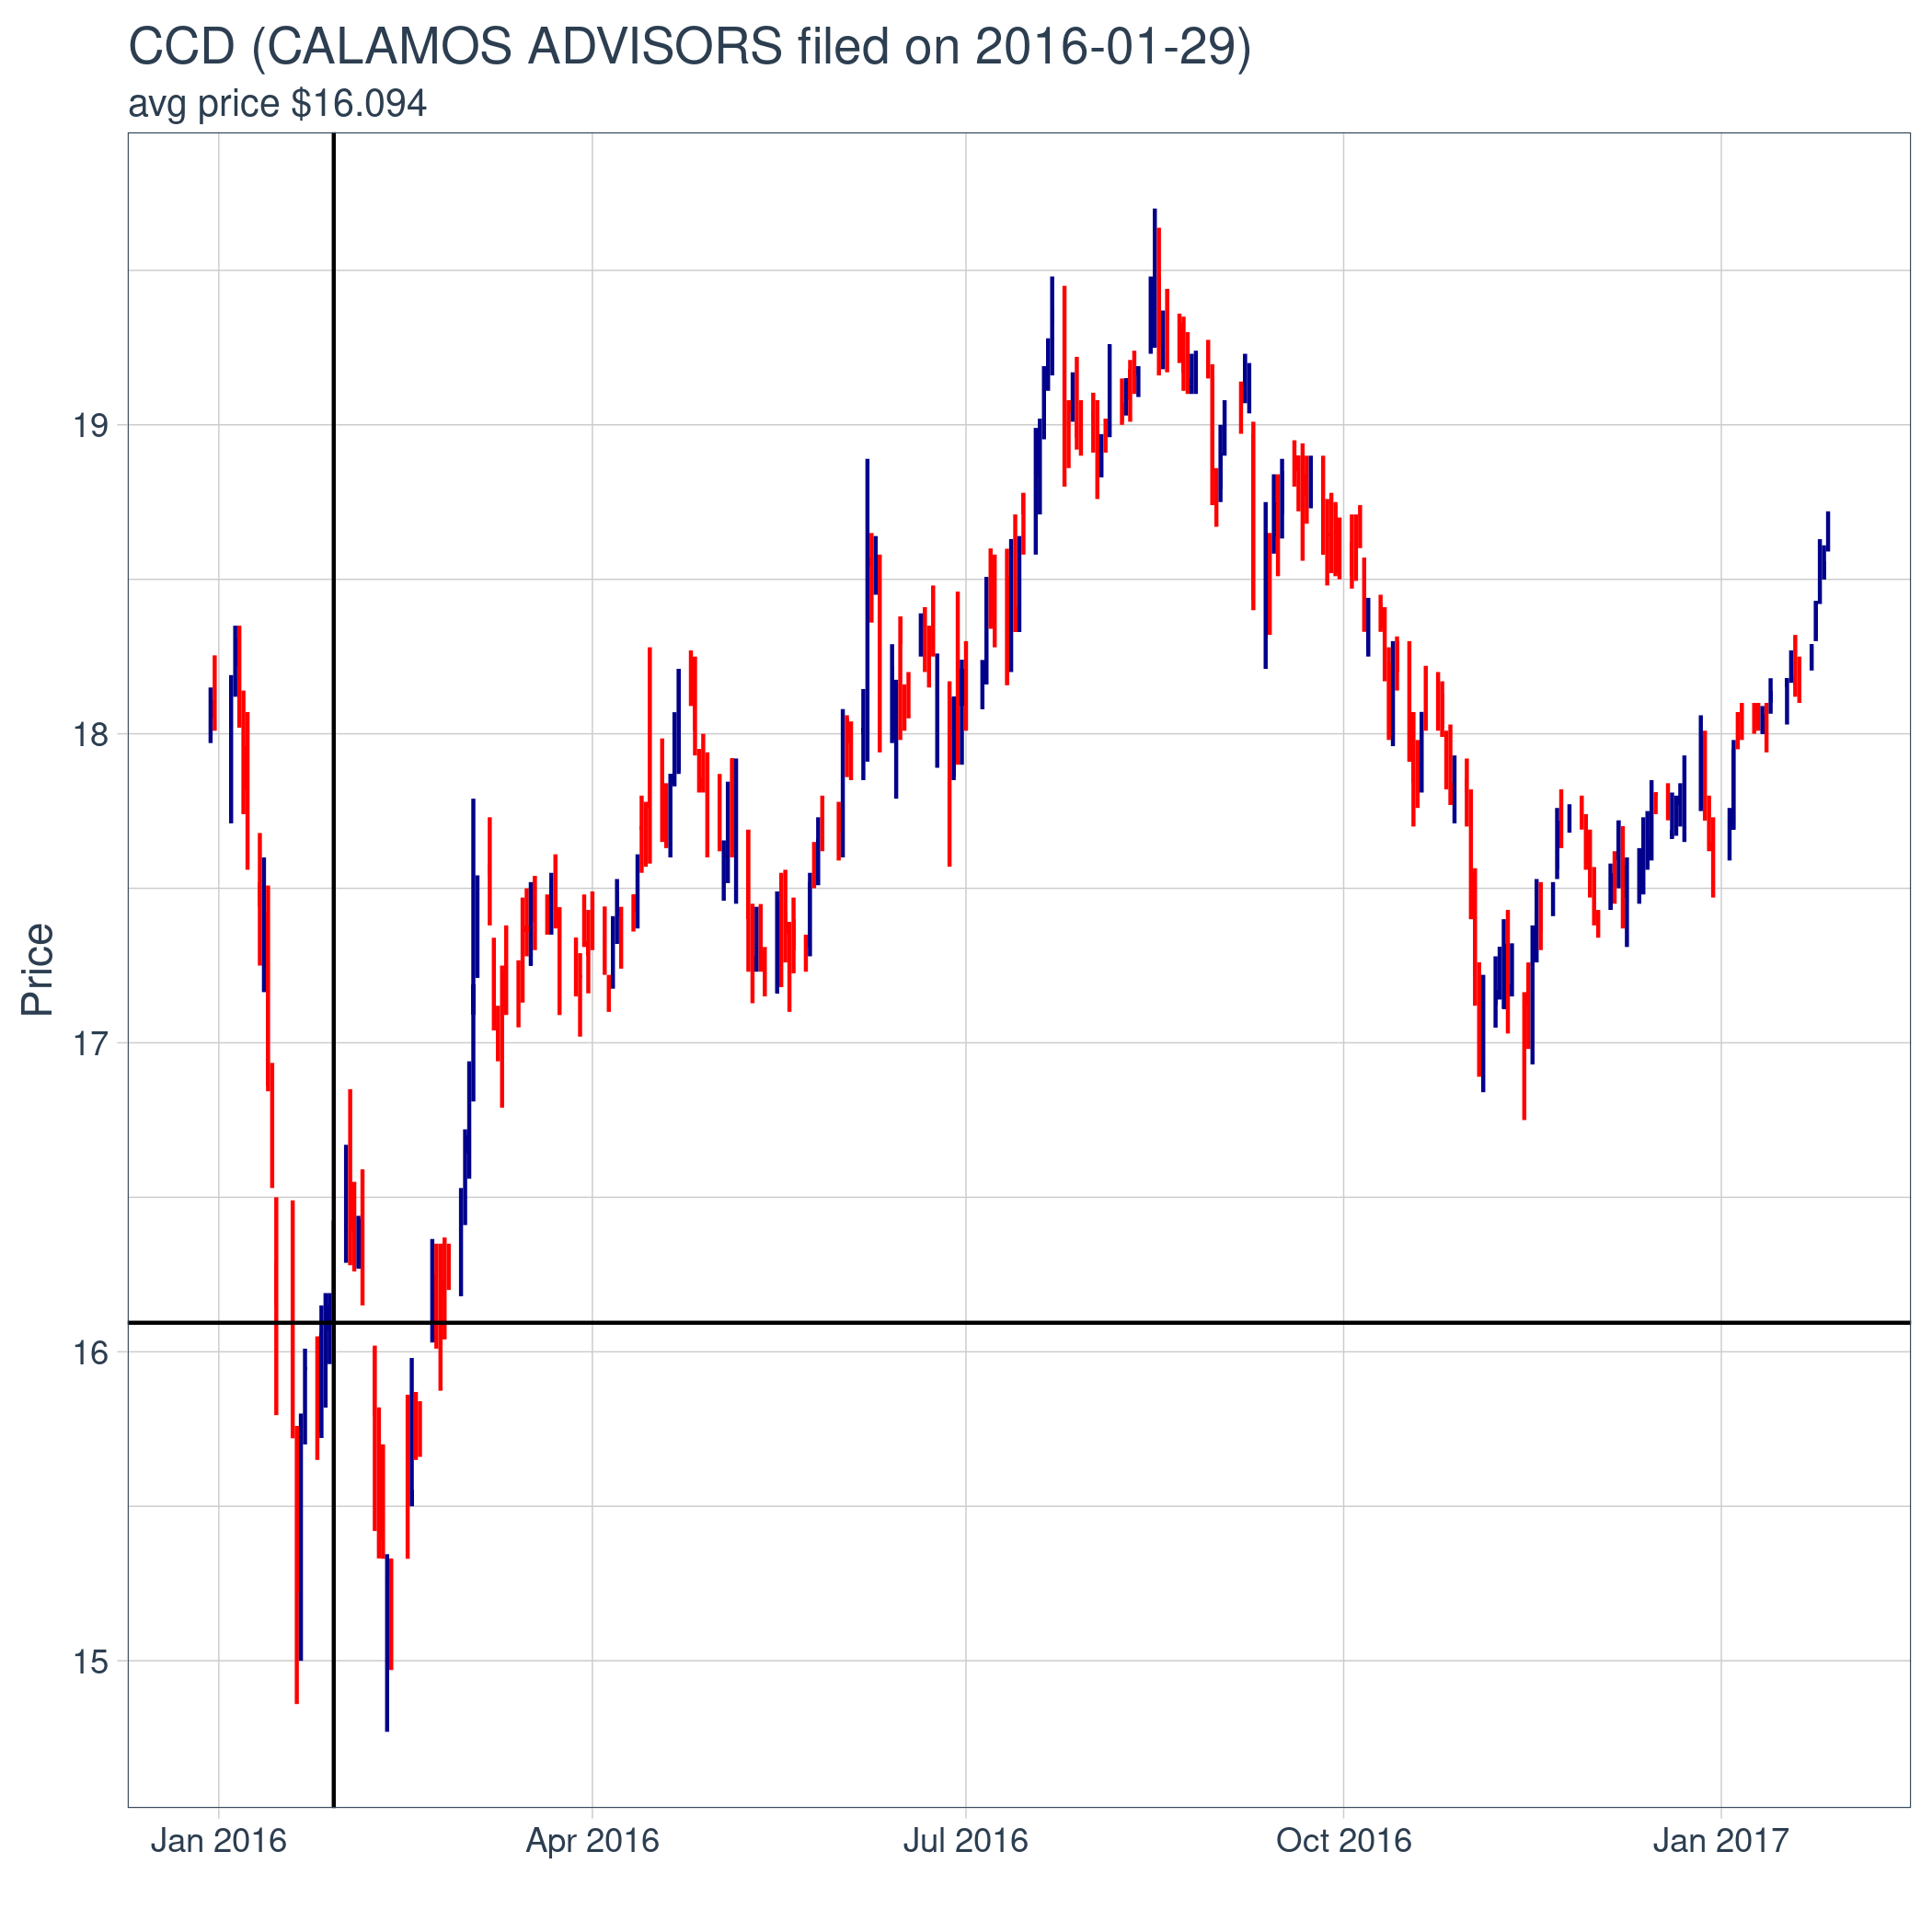 CCD (CALAMOS ADVISORS filed on 2016-01-29)
avg price $16.094
Price
19
18
17
16
15
Jan 2016
Apr 2016
Jul 2016
Oct 2016
Jan 2017